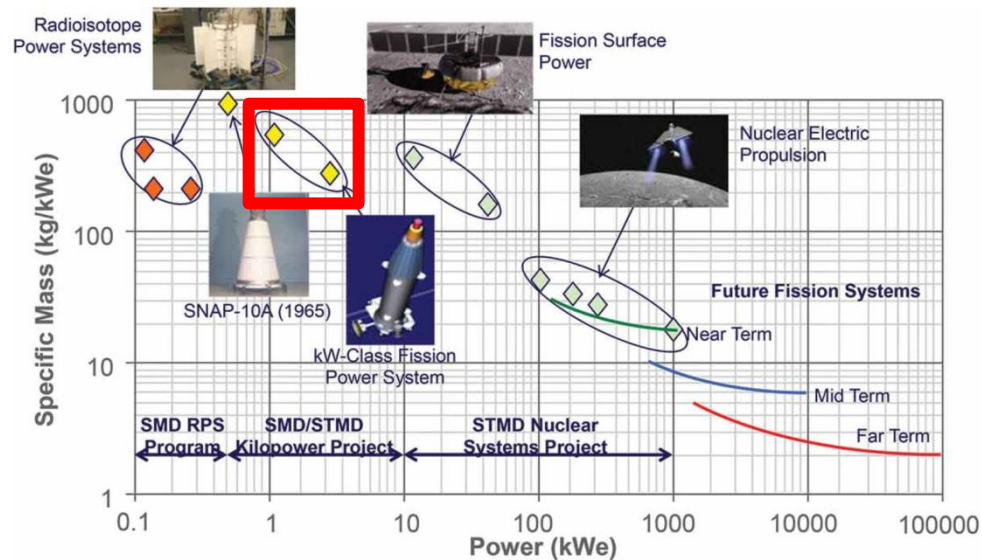 Radioisotope
Power Systems
Fission Surface
Power
Nuclear Electric
Propulsion
Specific Mass (kg/kWe)
1000
100
10
1
SNAP-10A (1965)
kW-Class Fission
Power System
Future Fission Systems
Near Term
Mid Term
Far Term
SMD RPS
Program
SMD/STMD
Kilopower Project
STMD Nuclear
Systems Project
0.1
1
10
100
1000
10000
100000
Power (kWe)